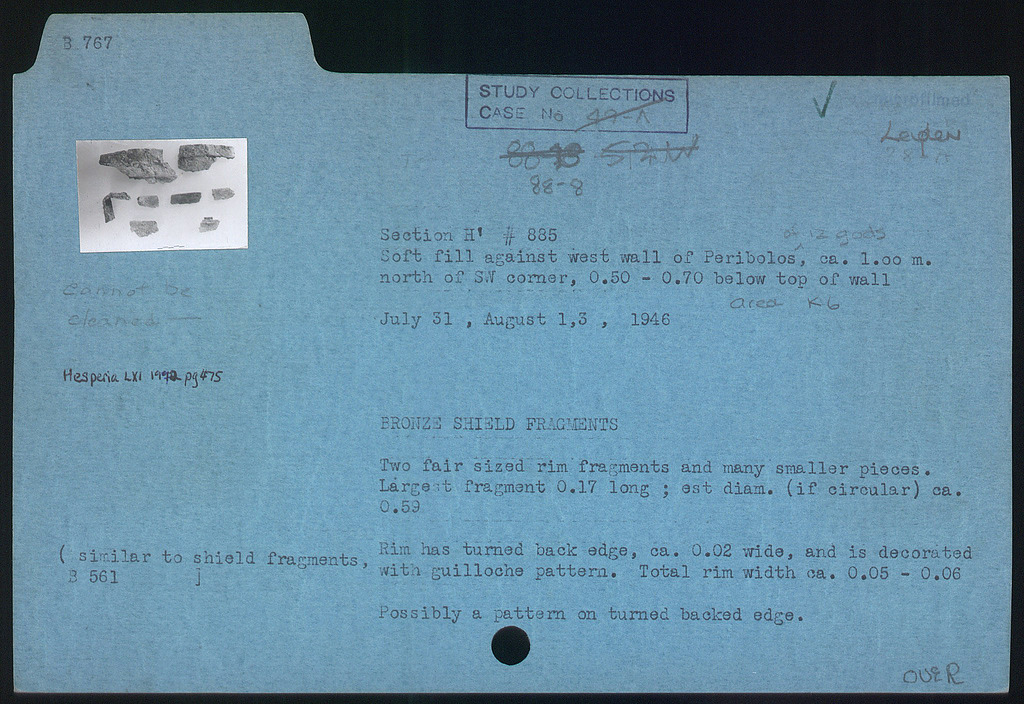 B 767
STUDY COLLECTIONS
CASE No 49-A
Leyden
88-8
Section H' # 885
of 12 gods
Soft fill against west wall of Peribolos, ca. 1.00 m.
north of SW corner, 0.50 - 0.70 below top of wall
area K6
July 31 , August 1,3 , 1946
cannot be
cleaned —
Hesperia LXI 1992 pg 475
BRONZE SHIELD FRAGMENTS
Two fair sized rim fragments and many smaller pieces.
Largest fragment 0.17 long ; est diam. (if circular) ca.
0.59
( similar to shield fragments,
B 561 ]
Rim has turned back edge, ca. 0.02 wide, and is decorated
with guilloche pattern. Total rim width ca. 0.05 - 0.06
Possibly a pattern on turned backed edge.
OVER